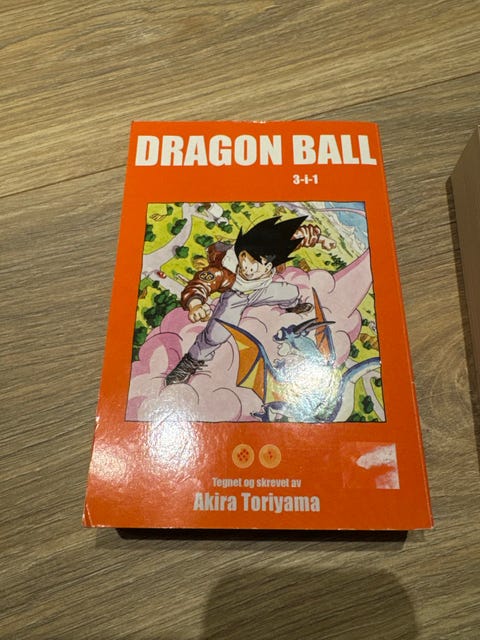 DRAGON BALL
3-i-1
Tegnet og skrevet av
Akira Toriyama